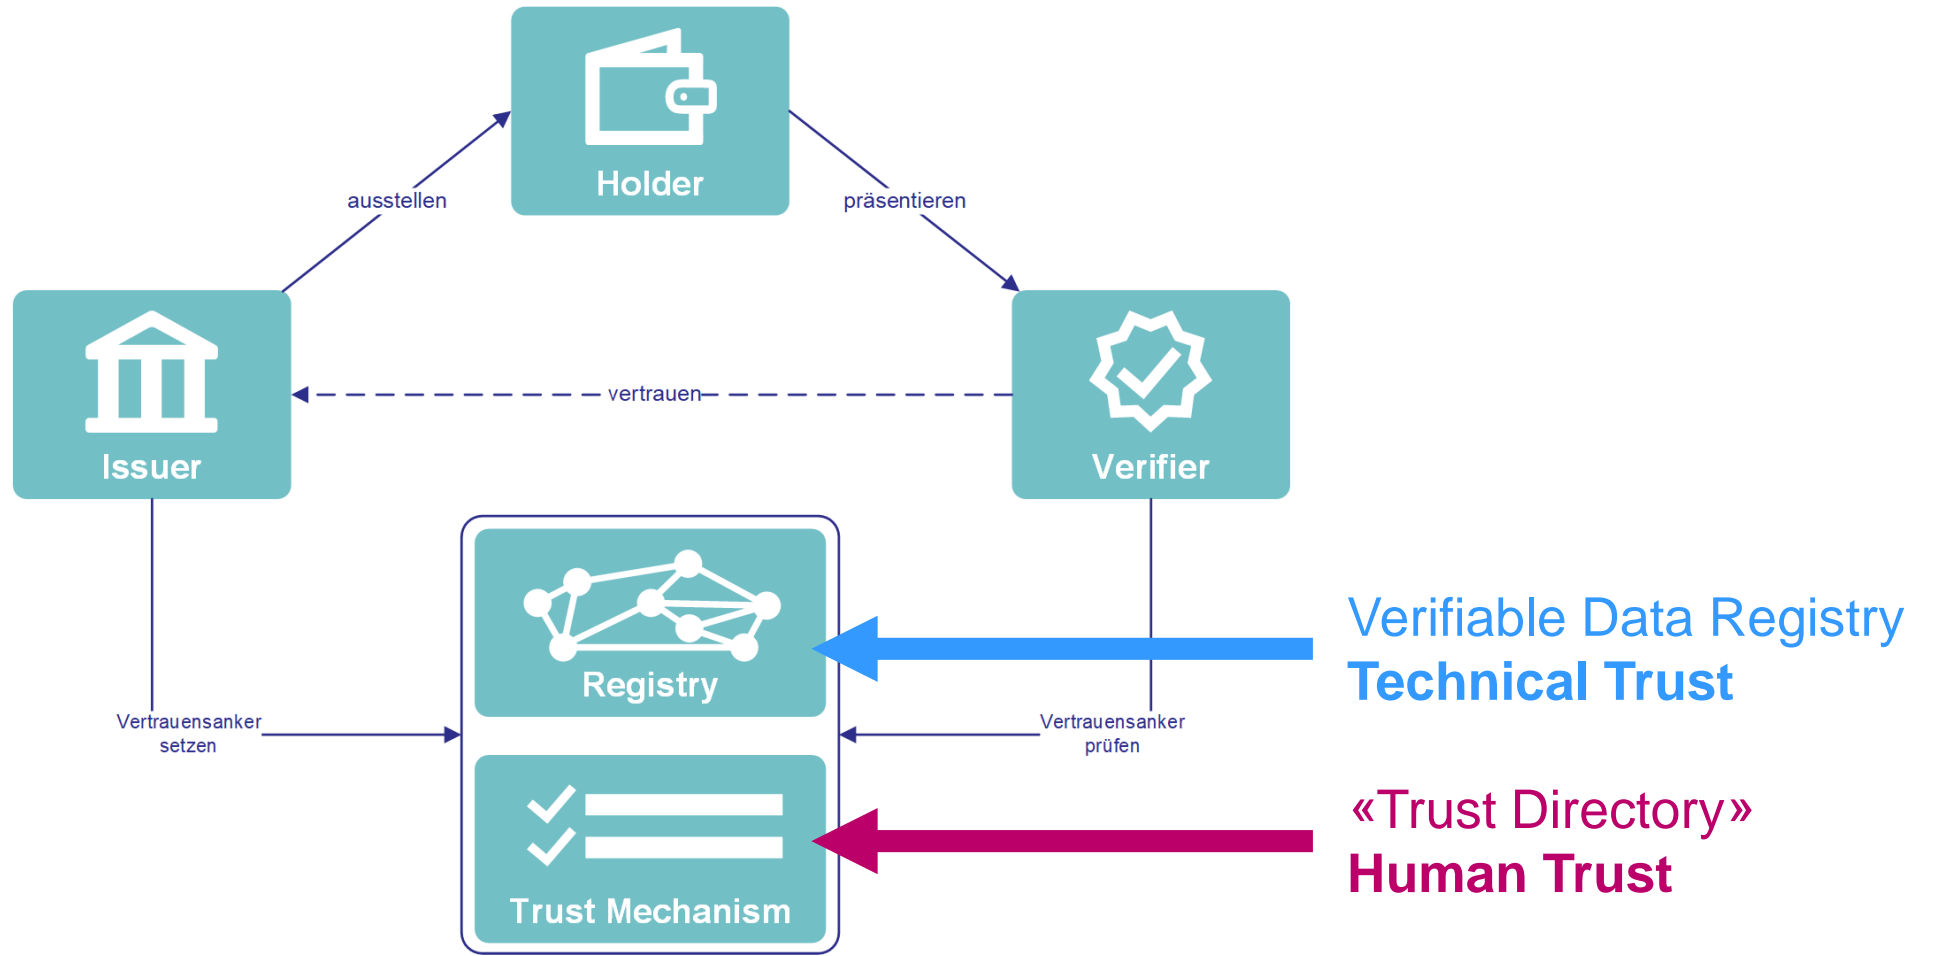 Holder
ausstellen
präsentieren
Issuer
vertrauen
Verifier
Registry
Verifiable Data Registry
Technical Trust
Vertrauensanker
setzen
Vertrauensanker
prüfen
Trust Mechanism
«Trust Directory»
Human Trust